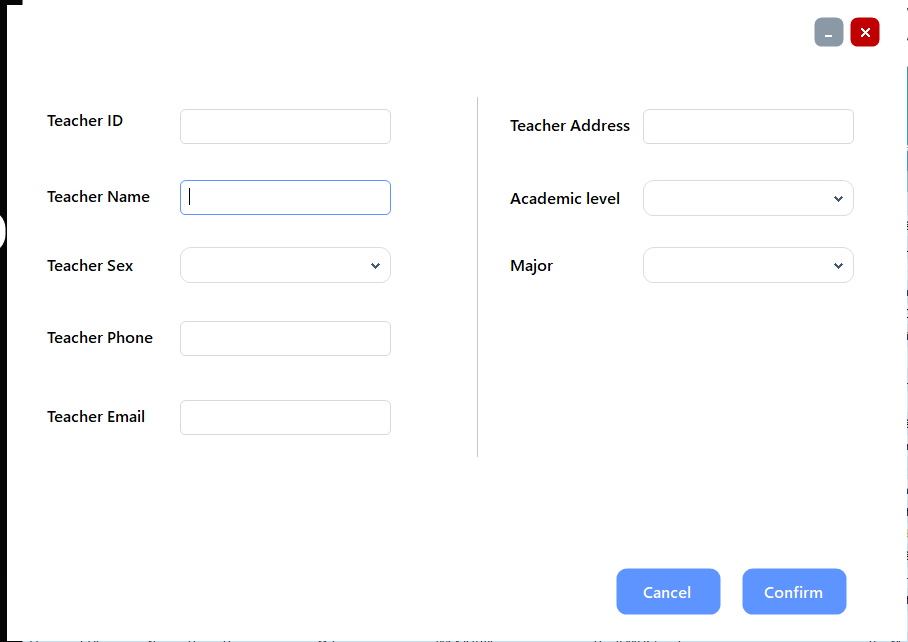 Teacher ID
Teacher Name
Teacher Sex
Teacher Phone
Teacher Email
Teacher Address
Academic level
Major
Cancel
Confirm